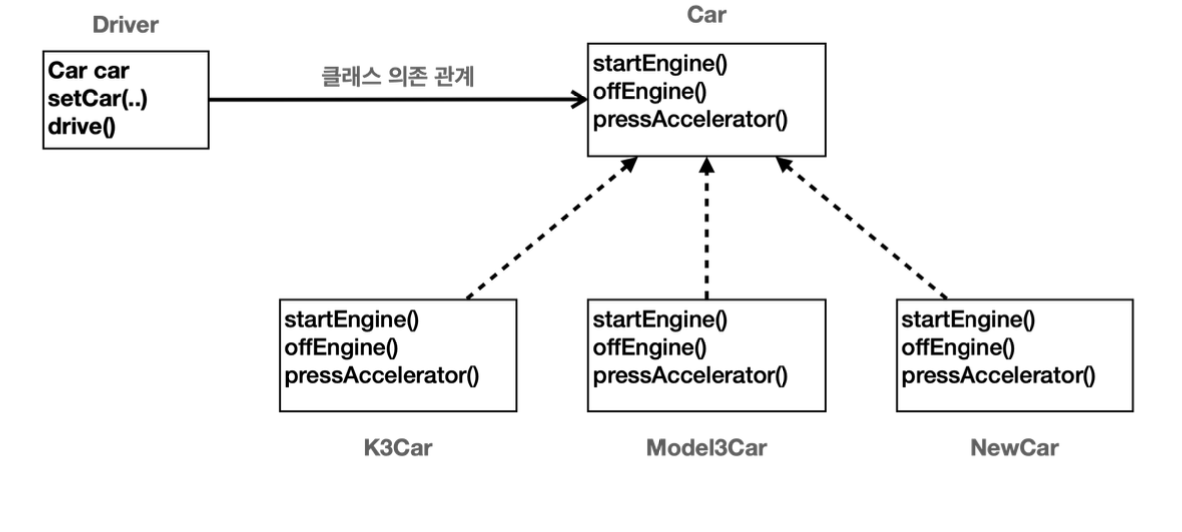 Driver
Car car
setCar(..)
drive()
클래스 의존 관계
Car
startEngine()
offEngine()
pressAccelerator()
startEngine()
offEngine()
pressAccelerator()
K3Car
startEngine()
offEngine()
pressAccelerator()
Model3Car
startEngine()
offEngine()
pressAccelerator()
NewCar